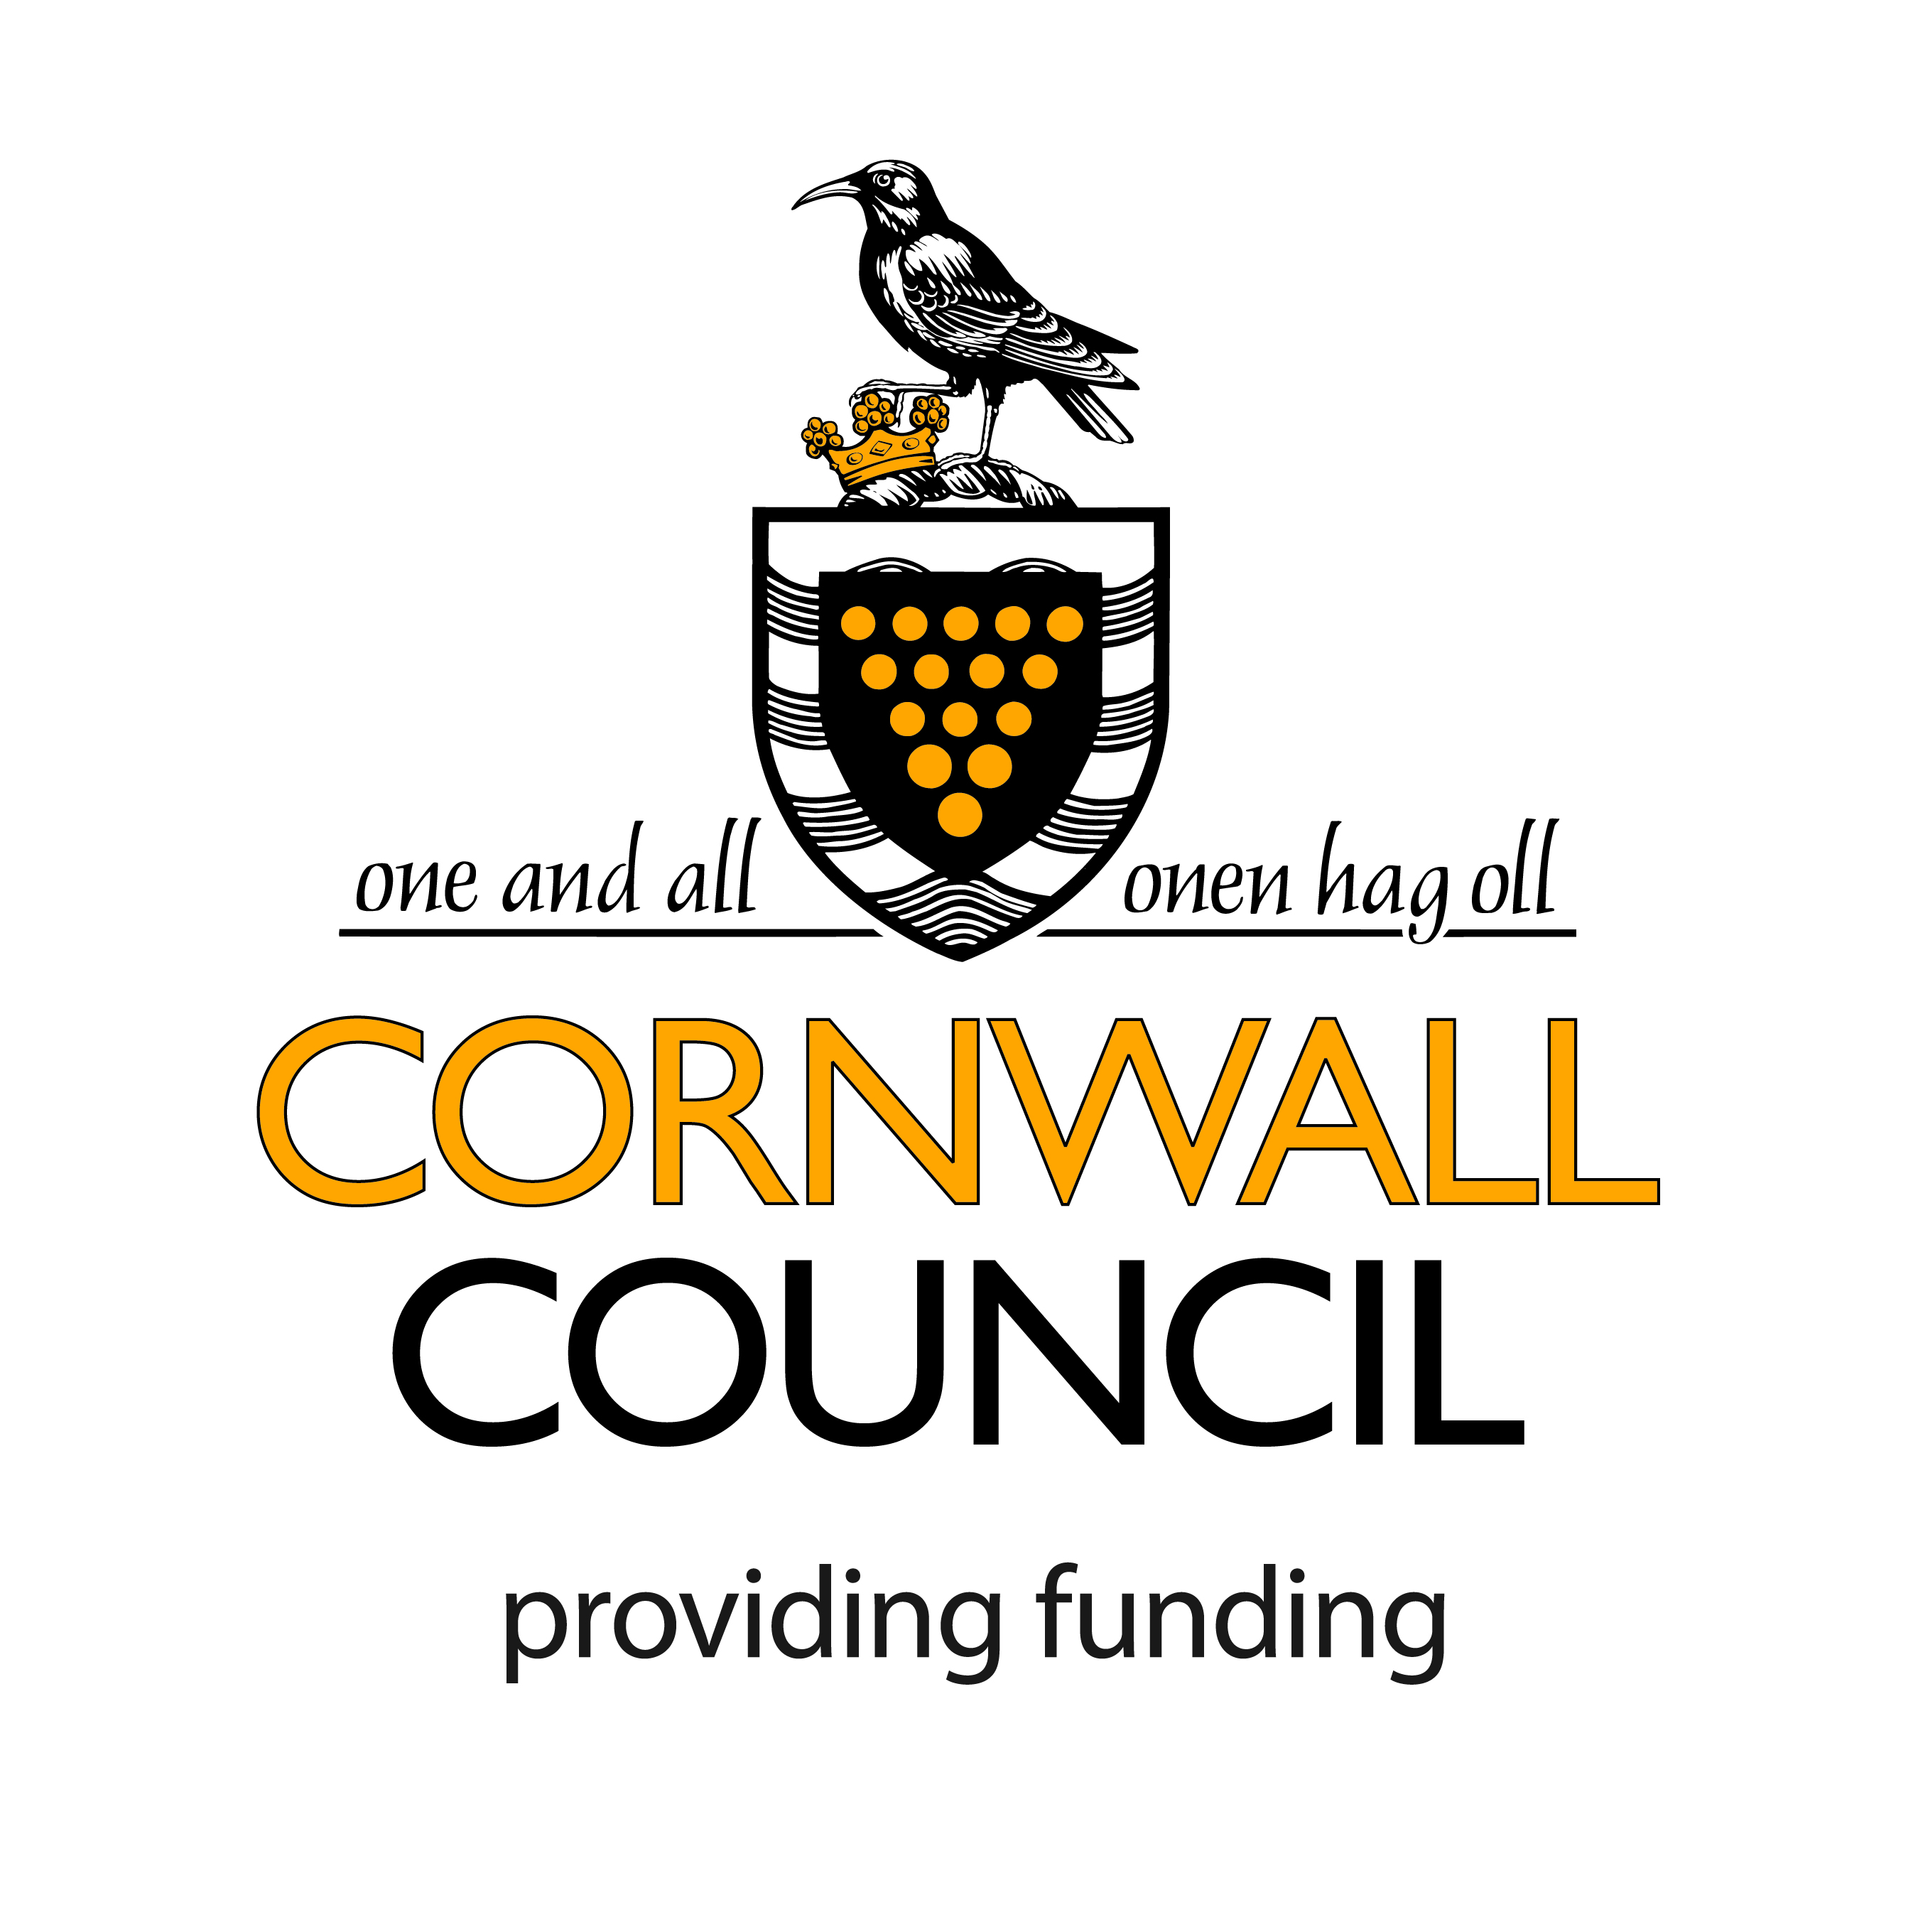 one and all onen hag oll
CORNWALL
COUNCIL
providing funding